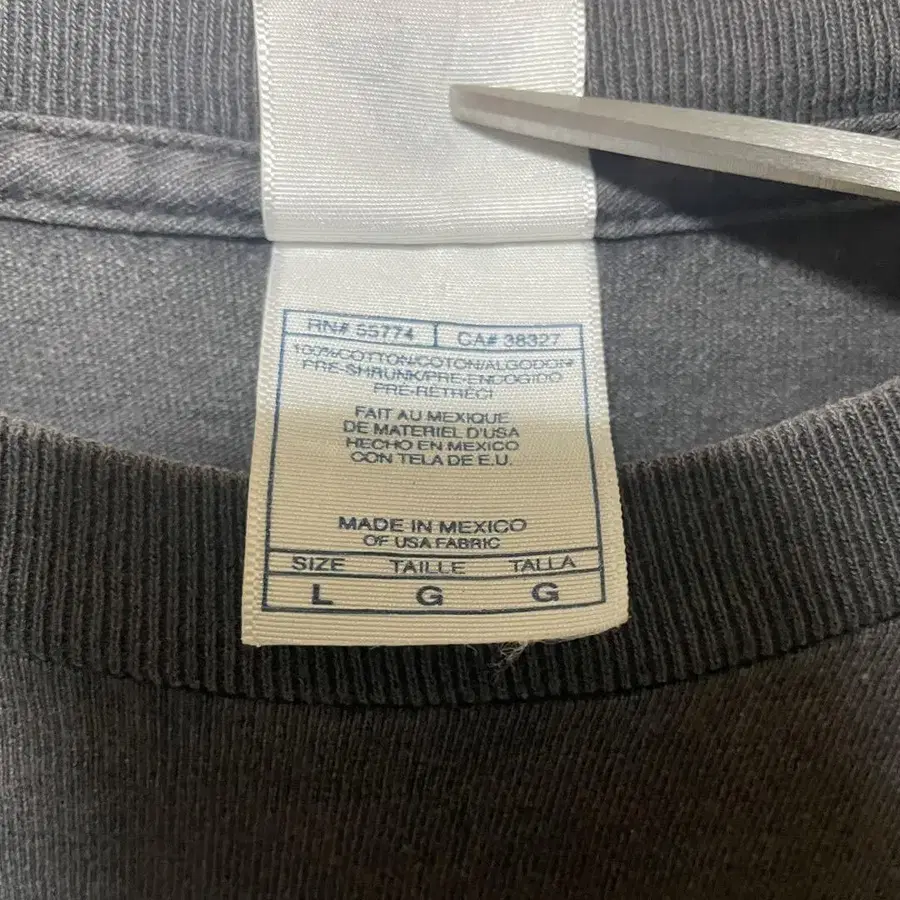 RN# 55774 CA# 38327
100%COTTON/COTON/ALGODON
PRE-SHRUNK/PRE-ENCOGIDO
PRE-RETRECI
FAIT AU MEXIQUE
DE MATERIEL D'USA
HECHO EN MEXICO
CON TELA DE E.U.
MADE IN MEXICO
OF USA FABRIC
SIZE TAILLE TALLA
L G G